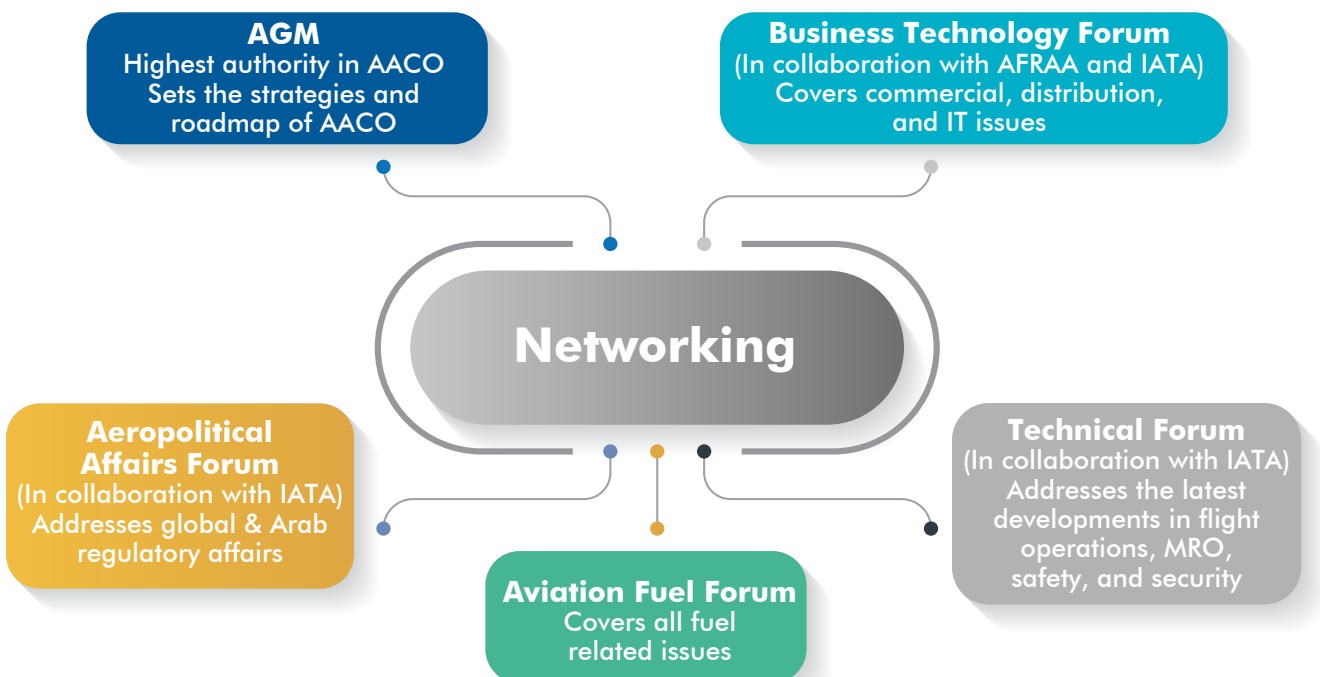 AGM
Highest authority in AACO
Sets the strategies and
roadmap of AACO
Business Technology Forum
(In collaboration with AFRAA and IATA)
Covers commercial, distribution,
and IT issues
Networking
Aeropolitical
Affairs Forum
(In collaboration with IATA)
Addresses global & Arab
regulatory affairs
Aviation Fuel Forum
Covers all fuel
related issues
Technical Forum
(In collaboration with IATA)
Addresses the latest
developments in flight
operations, MRO,
safety, and security